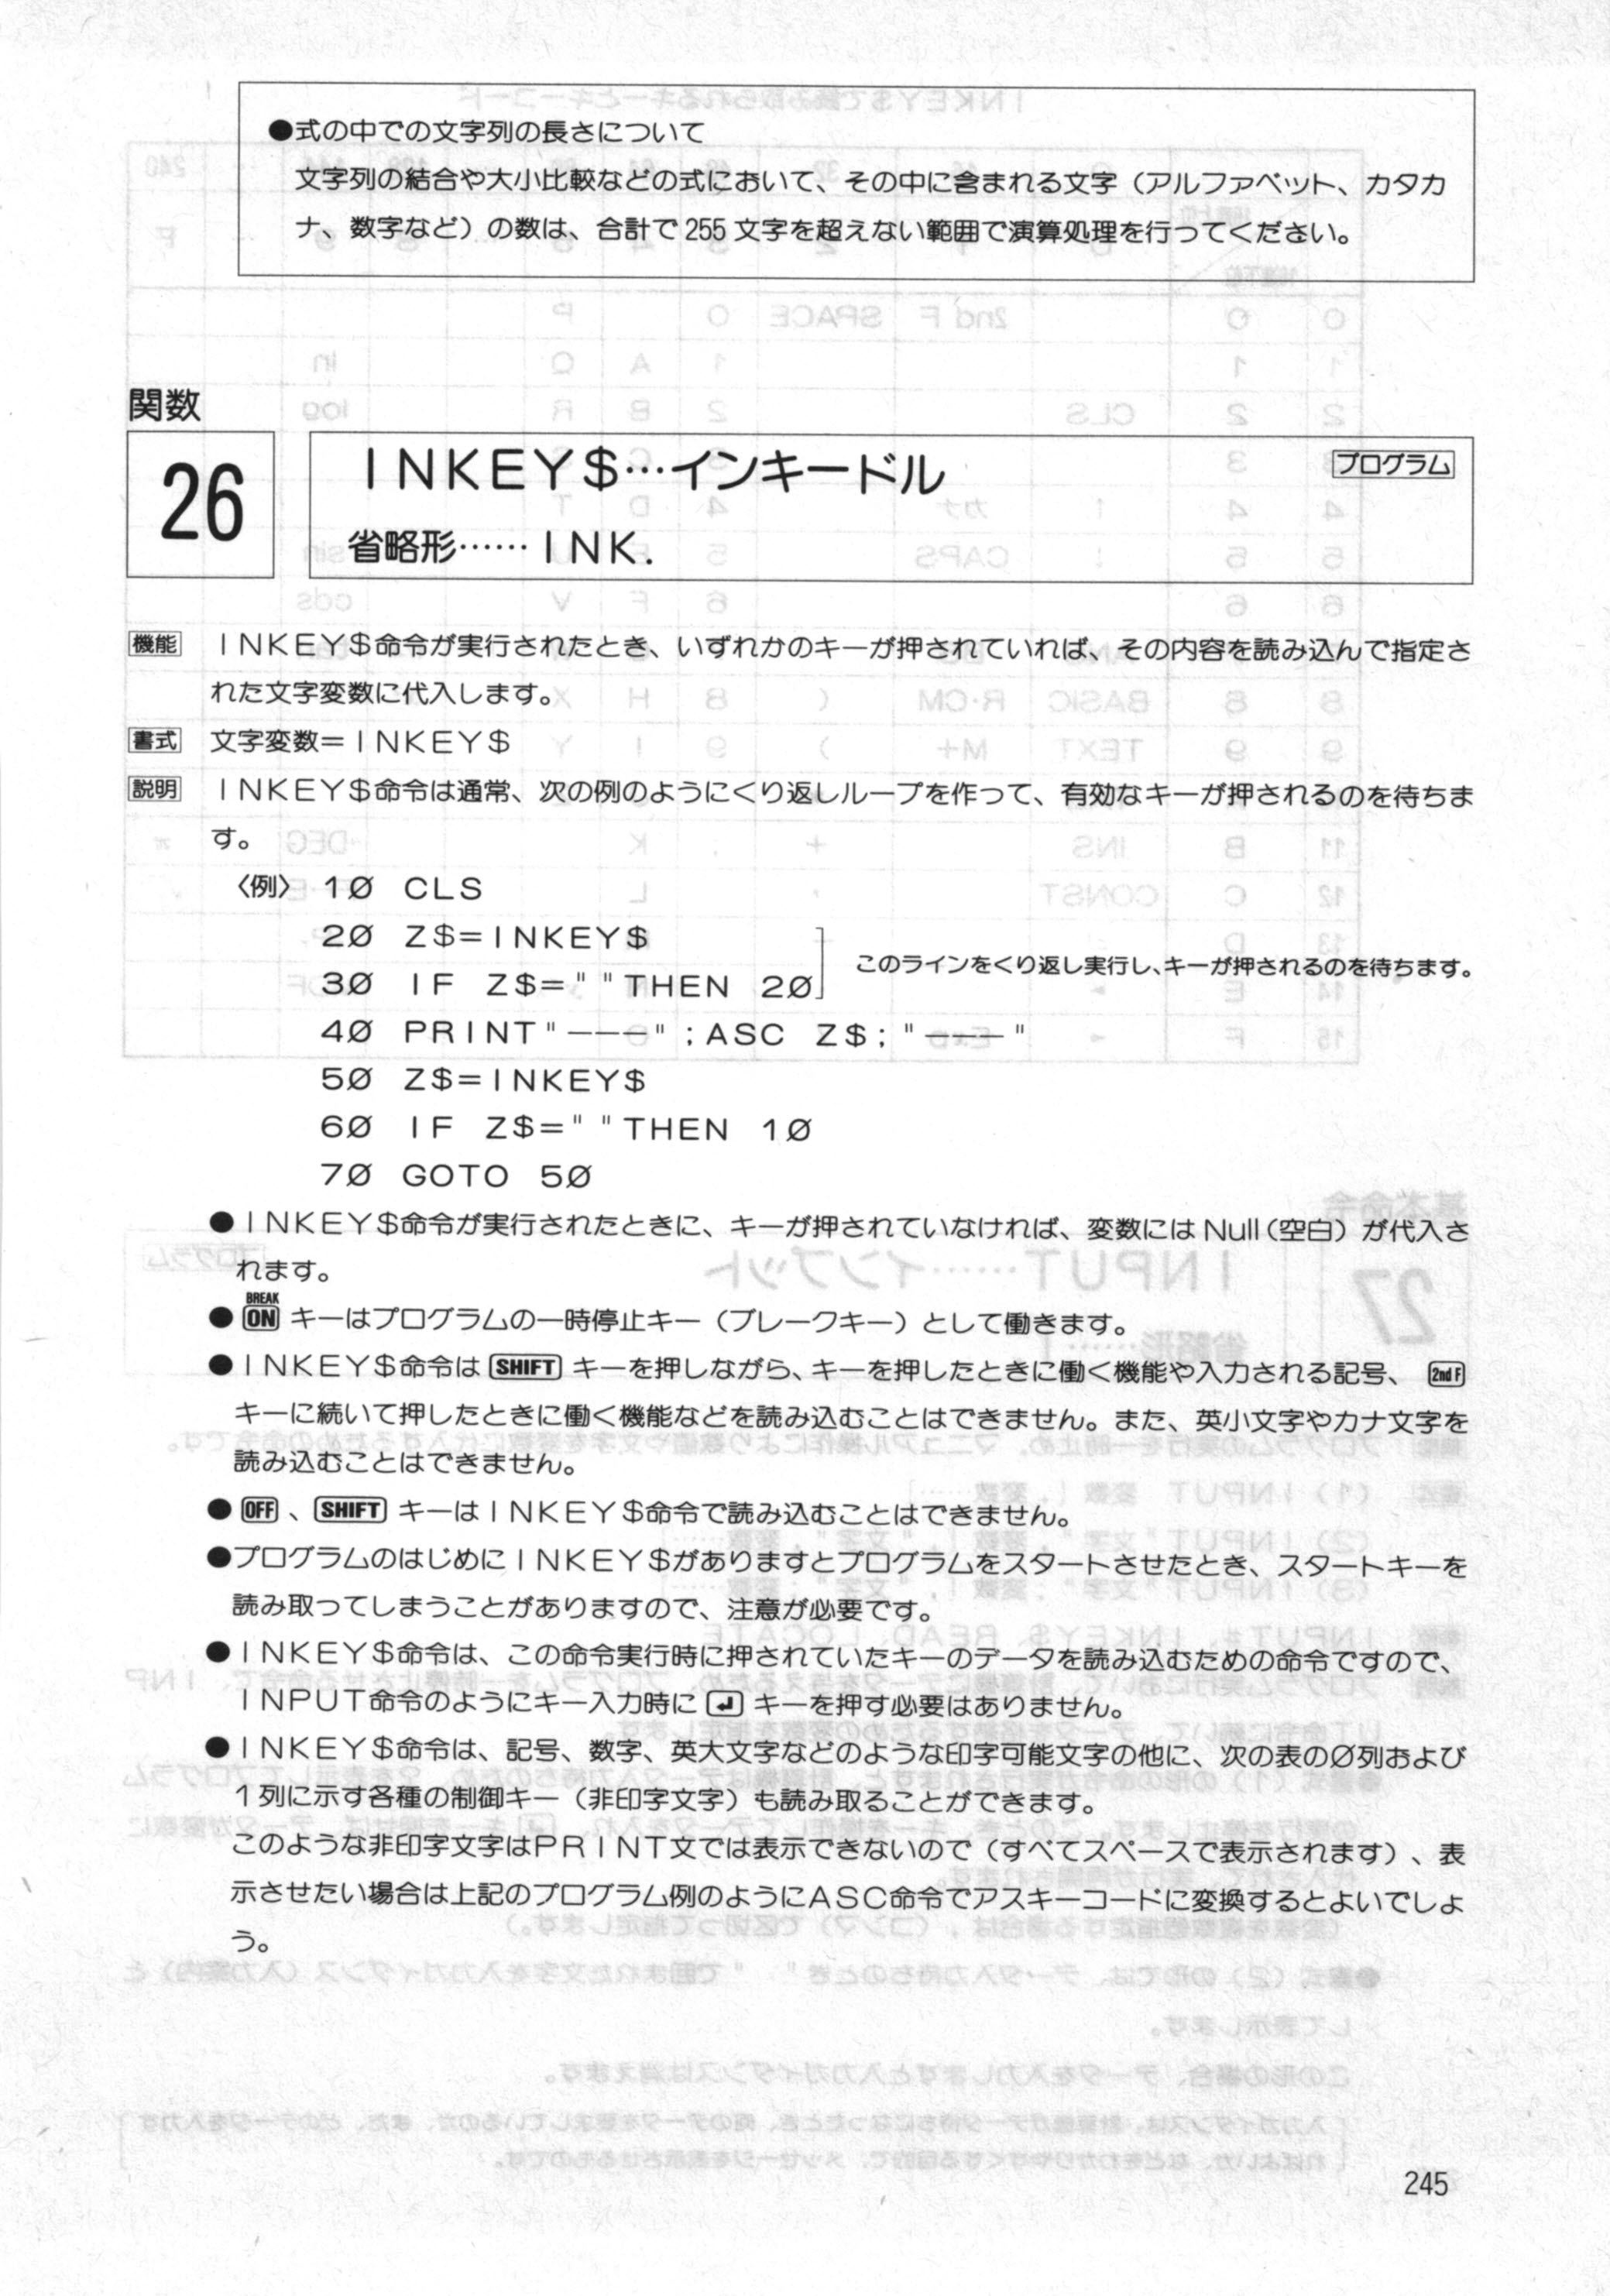 ●式の中での文字列の長さについて
文字列の結合や大小比較などの式において、その中に含まれる文字（アルファベット、カタカ
ナ、数字など）の数は、合計で255文字を超えない範囲で演算処理を行ってください。
関数
26
INKEY$…インキードル
プログラム
省略形……INK.
機能 INKEY$命令が実行されたとき、いずれかのキーが押されていれば、その内容を読み込んで指定さ
れた文字変数に代入します。
書式 文字変数＝INKEY$
説明 INKEY$命令は通常、次の例のようにくり返しループを作って、有効なキーが押されるのを待ちま
す。
〈例〉 1Ø CLS
2Ø Z$=INKEY$
3Ø IF Z$=" "THEN 2Ø
このラインをくり返し実行し、キーが押されるのを待ちます。
4Ø PRINT"———";ASC Z$;"———"
5Ø Z$=INKEY$
6Ø IF Z$=" "THEN 1Ø
7Ø GOTO 5Ø
●INKEY$命令が実行されたときに、キーが押されていなければ、変数にはNull（空白）が代入さ
れます。
BREAK
●ON キーはプログラムの一時停止キー（ブレークキー）として働きます。
●INKEY$命令は SHIFT キーを押しながら、キーを押したときに働く機能や入力される記号、 2nd F
キーに続いて押したときに働く機能などを読み込むことはできません。また、英小文字やカナ文字を
読み込むことはできません。
●OFF 、SHIFT キーはINKEY$命令で読み込むことはできません。
●プログラムのはじめにINKEY$がありますとプログラムをスタートさせたとき、スタートキーを
読み取ってしまうことがありますので、注意が必要です。
●INKEY$命令は、この命令実行時に押されていたキーのデータを読み込むための命令ですので、
INPUT命令のようにキー入力時に ↵ キーを押す必要はありません。
●INKEY$命令は、記号、数字、英大文字などのような印字可能文字の他に、次の表のØ列および
1列に示す各種の制御キー（非印字文字）も読み取ることができます。
このような非印字文字はPRINT文では表示できないので（すべてスペースで表示されます）、表
示させたい場合は上記のプログラム例のようにASC命令でアスキーコードに変換するとよいでしょ
う。
245